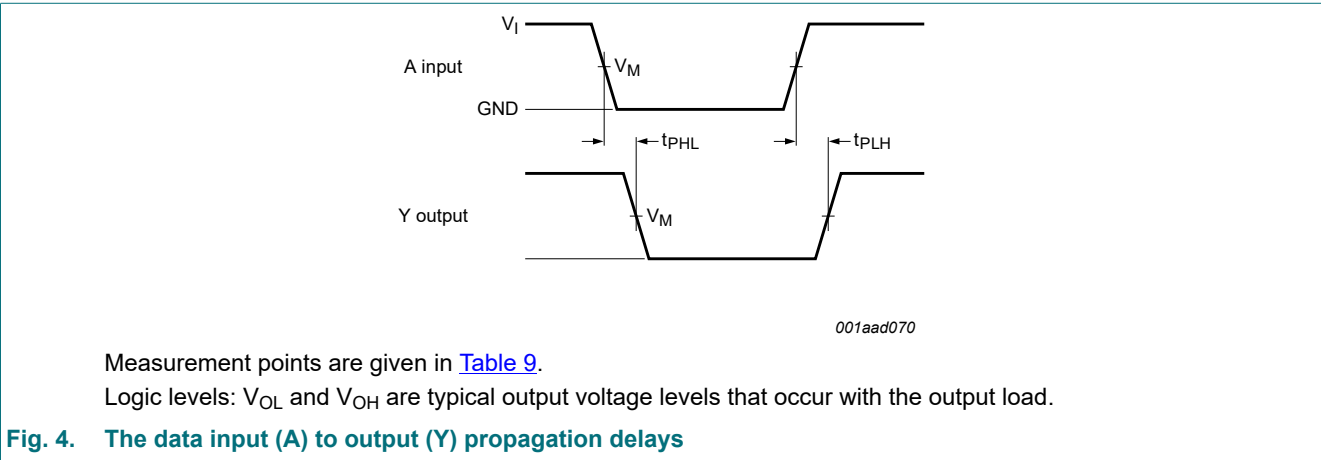 VI
A input
VM
GND
tPHL
tPLH
Y output
VM
001aad070
Measurement points are given in Table 9.
Logic levels: VOL and VOH are typical output voltage levels that occur with the output load.
Fig. 4. The data input (A) to output (Y) propagation delays